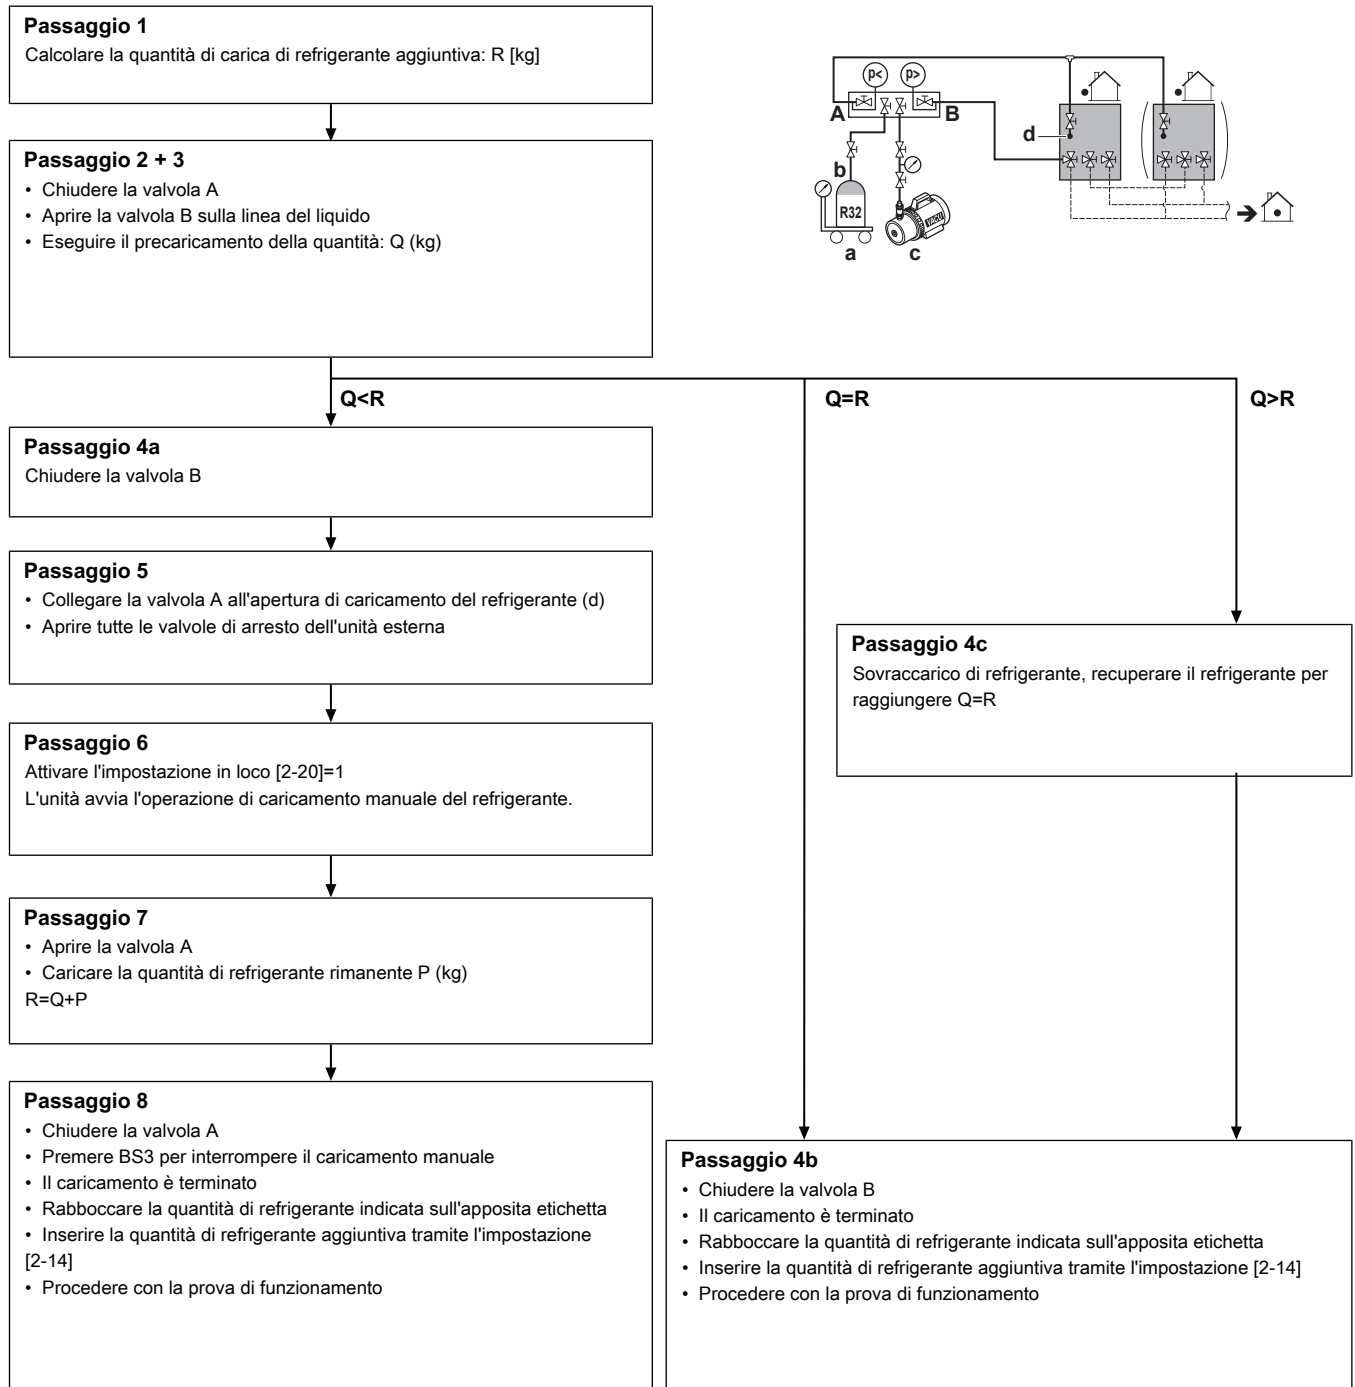 Passaggio 1
Calcolare la quantità di carica di refrigerante aggiuntiva: R [kg]
p<
p>
A
B
d
b
R32
VACU
a
c
Passaggio 2 + 3
• Chiudere la valvola A
• Aprire la valvola B sulla linea del liquido
• Eseguire il precaricamento della quantità: Q (kg)
Q<R
Q=R
Q>R
Passaggio 4a
Chiudere la valvola B
Passaggio 5
• Collegare la valvola A all'apertura di caricamento del refrigerante (d)
• Aprire tutte le valvole di arresto dell'unità esterna
Passaggio 4c
Sovraccarico di refrigerante, recuperare il refrigerante per
raggiungere Q=R
Passaggio 6
Attivare l'impostazione in loco [2-20]=1
L'unità avvia l'operazione di caricamento manuale del refrigerante.
Passaggio 7
• Aprire la valvola A
• Caricare la quantità di refrigerante rimanente P (kg)
R=Q+P
Passaggio 8
• Chiudere la valvola A
• Premere BS3 per interrompere il caricamento manuale
• Il caricamento è terminato
• Rabboccare la quantità di refrigerante indicata sull'apposita etichetta
• Inserire la quantità di refrigerante aggiuntiva tramite l'impostazione
[2-14]
• Procedere con la prova di funzionamento
Passaggio 4b
• Chiudere la valvola B
• Il caricamento è terminato
• Rabboccare la quantità di refrigerante indicata sull'apposita etichetta
• Inserire la quantità di refrigerante aggiuntiva tramite l'impostazione [2-14]
• Procedere con la prova di funzionamento